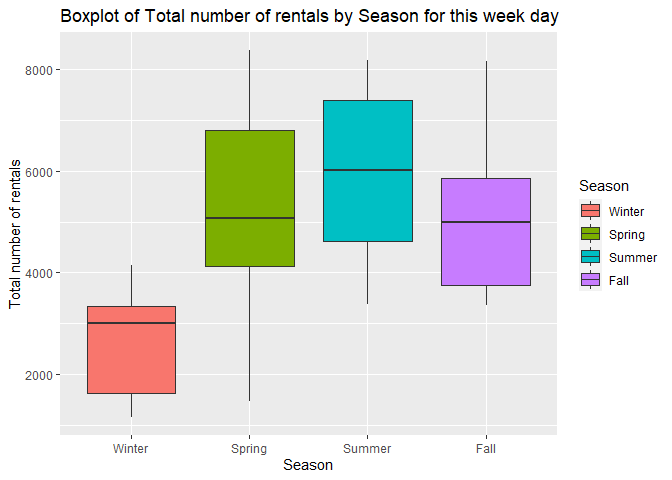 Boxplot of Total number of rentals by Season for this week day
Total number of rentals
8000
6000
4000
2000
Winter
Spring
Summer
Fall
Season
Season
Winter
Spring
Summer
Fall